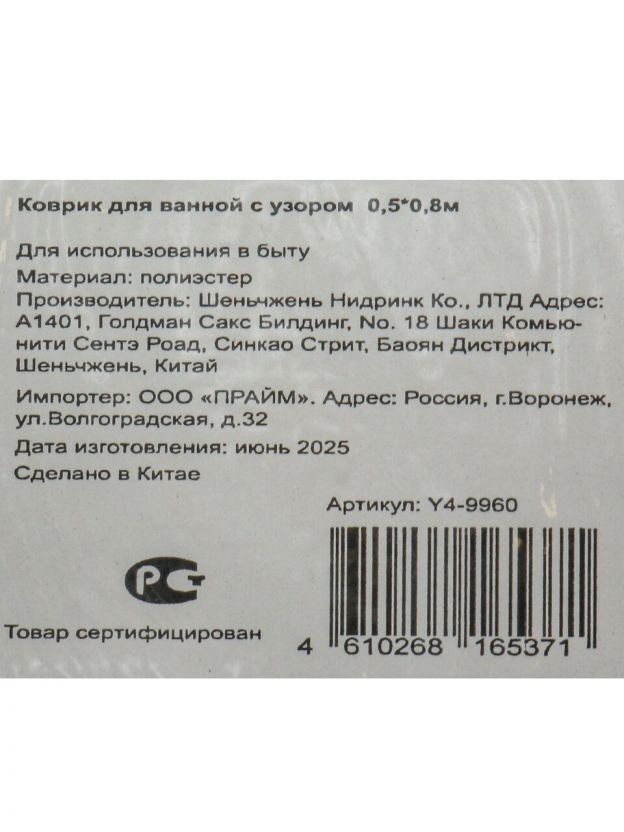 Коврик для ванной с узором 0,5*0,8м
Для использования в быту
Материал: полиэстер
Производитель: Шеньчжень Нидринк Ко., ЛТД Адрес:
А1401, Голдман Сакс Билдинг, No. 18 Шаки Комью-
нити Сентэ Роад, Синкао Стрит, Баоян Дистрикт,
Шеньчжень, Китай
Импортер: ООО «ПРАЙМ». Адрес: Россия, г.Воронеж,
ул.Волгоградская, д.32
Дата изготовления: июнь 2025
Сделано в Китае
Артикул: Y4-9960
РСТ
Товар сертифицирован
4 610268 165371